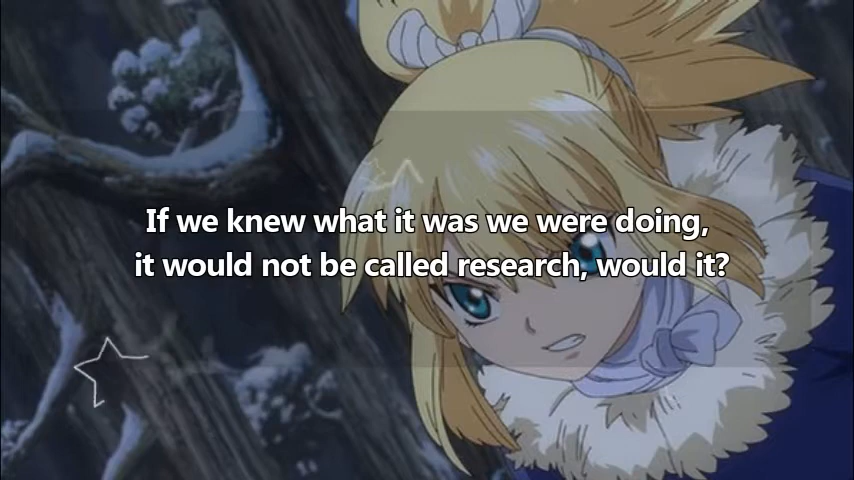 If we knew what it was we were doing,
it would not be called research, would it?